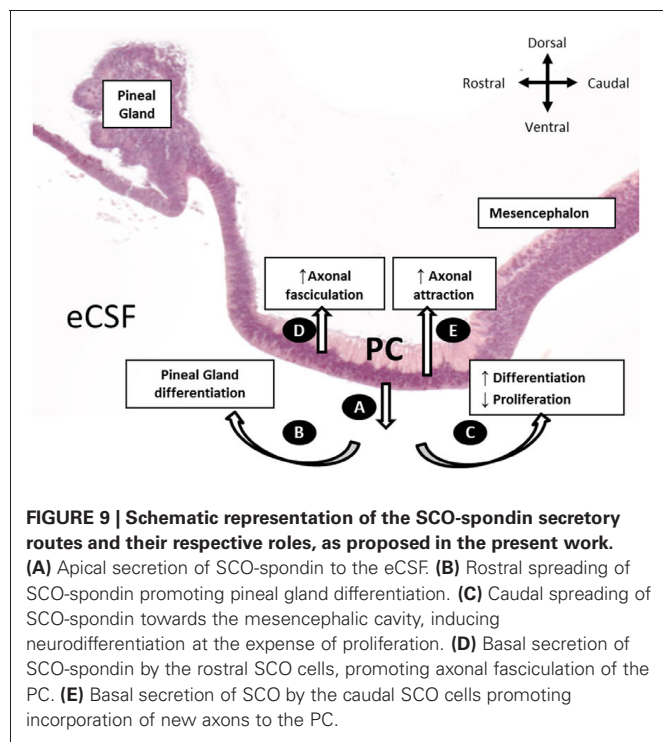 Dorsal
Rostral
Caudal
Ventral
Pineal
Gland
Mesencephalon
↑Axonal
fasciculation
↑ Axonal
attraction
eCSF
D
E
PC
Pineal Gland
differentiation
↑ Differentiation
↓ Proliferation
A
B
C
FIGURE 9 | Schematic representation of the SCO-spondin secretory
routes and their respective roles, as proposed in the present work.
(A) Apical secretion of SCO-spondin to the eCSF. (B) Rostral spreading of
SCO-spondin promoting pineal gland differentiation. (C) Caudal spreading of
SCO-spondin towards the mesencephalic cavity, inducing
neurodifferentiation at the expense of proliferation. (D) Basal secretion of
SCO-spondin by the rostral SCO cells, promoting axonal fasciculation of the
PC. (E) Basal secretion of SCO by the caudal SCO cells promoting
incorporation of new axons to the PC.